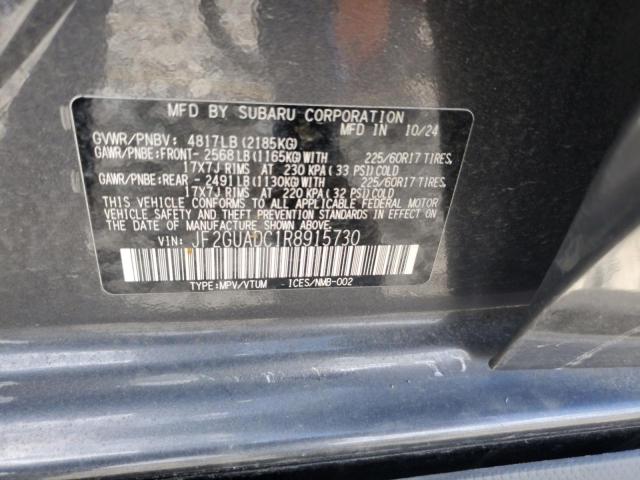 MFD BY SUBARU CORPORATION
MFD IN 10/24
GVWR/PNBV: 4817LB (2185KG)
GAWR/PNBE:FRONT-2568LB(1165KG)WITH 225/60R17 TIRES,
17X7J RIMS AT 230 KPA (33 PSI)COLD
GAWR/PNBE:REAR -2491LB(1130KG)WITH 225/60R17 TIRES,
17X7J RIMS AT 220 KPA (32 PSI)COLD
THIS VEHICLE CONFORMS TO ALL APPLICABLE FEDERAL MOTOR
VEHICLE SAFETY AND THEFT PREVENTION STANDARDS IN EFFECT ON
THE DATE OF MANUFACTURE SHOWN ABOVE.
VIN: JF2GUADC1R8915730
TYPE:MPV/VTUM ICES/NMB-002